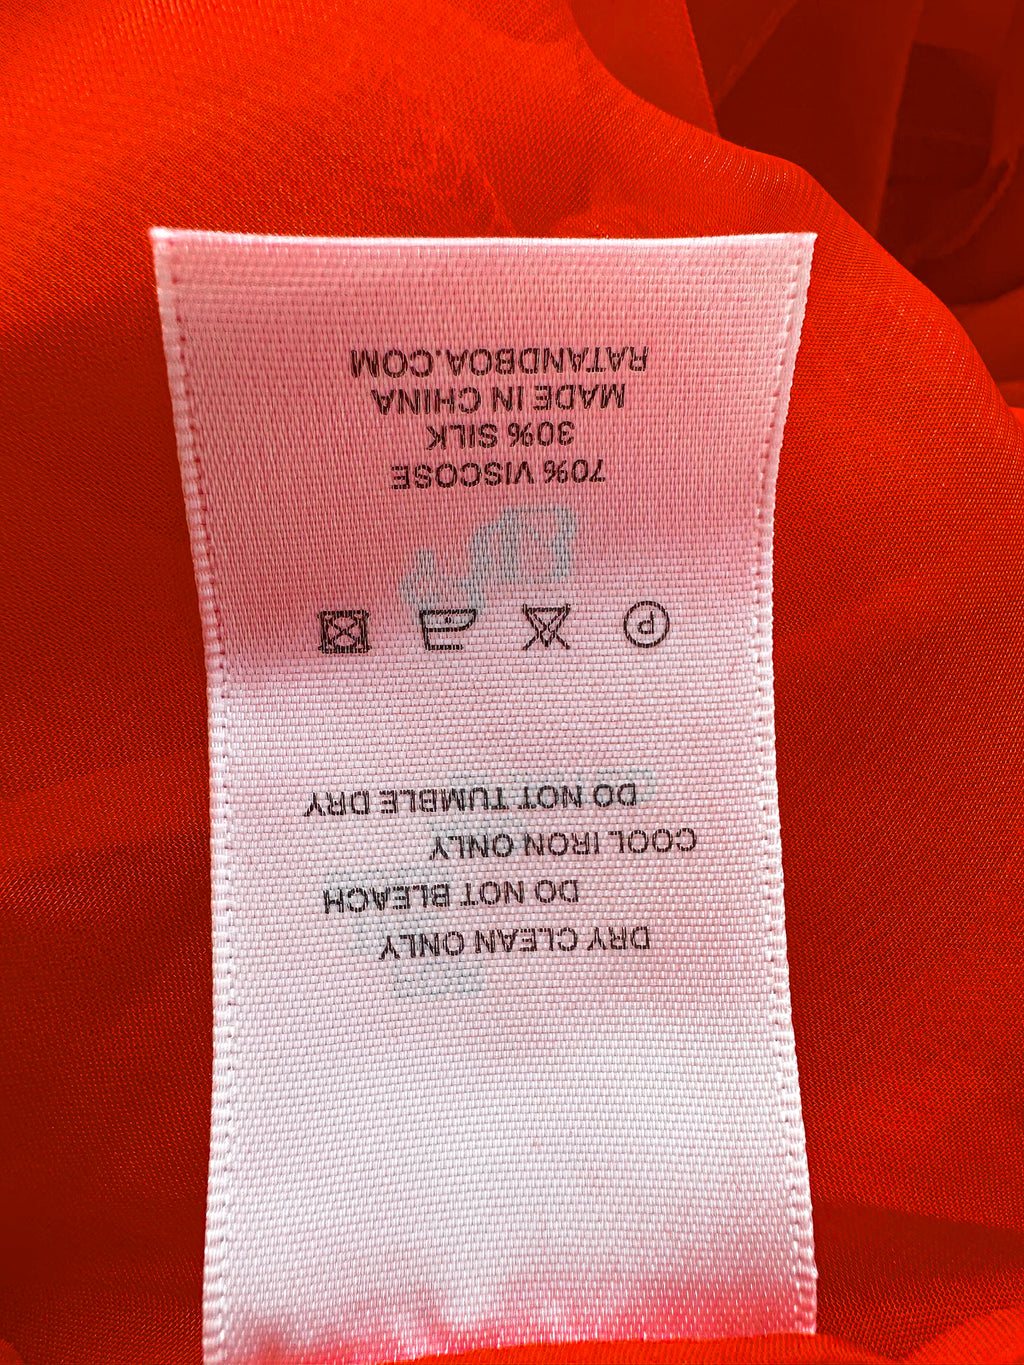 DRY CLEAN ONLY
DO NOT BLEACH
COOL IRON ONLY
DO NOT TUMBLE DRY
P
70% VISCOSE
30% SILK
MADE IN CHINA
RATANDBOA.COM